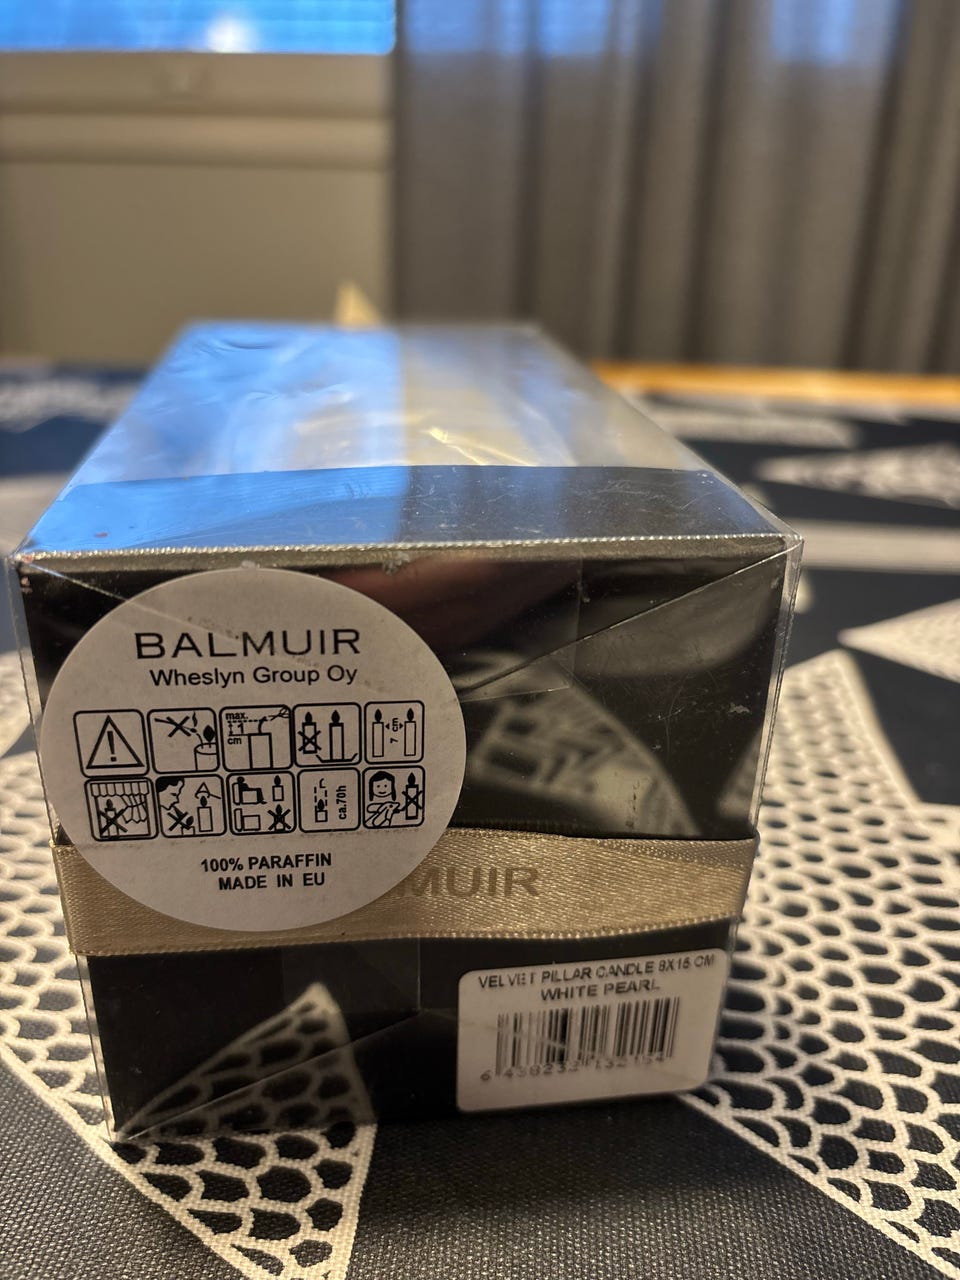 BALMUIR
Wheslyn Group Oy
max.
1
cm
cm
ca.70h
100% PARAFFIN
MADE IN EU
MUIR
VELVET PILLAR CANDLE 8X15 CM
WHITE PEARL